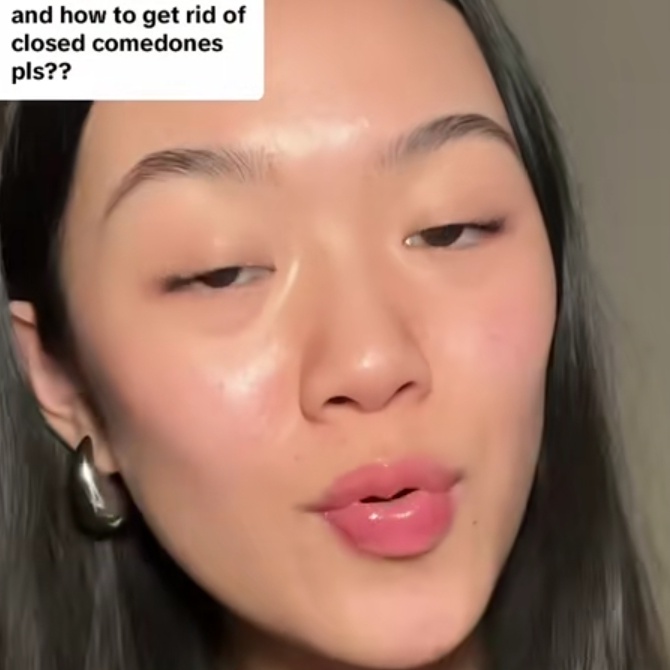 and how to get rid of
closed comedones
pls??